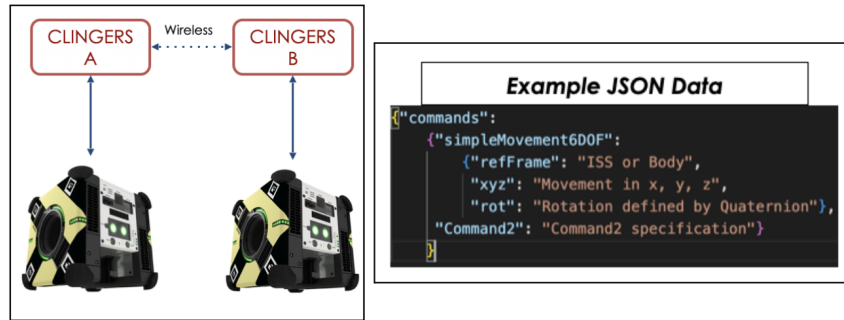 CLINGERS
A
Wireless
CLINGERS
B
Example JSON Data
{"commands":
{"simpleMovement6DOF":
{"refFrame": "ISS or Body",
"xyz": "Movement in x, y, z",
"rot": "Rotation defined by Quaternion"},
"Command2": "Command2 specification"}
}